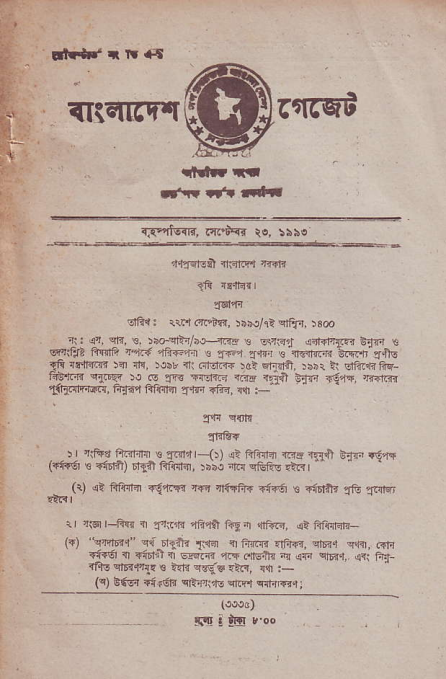 রেজিস্টার্ড নং ডি এ-১
বাংলাদেশ গেজেট
অতিরিক্ত সংখ্যা
কর্তৃপক্ষ কর্তৃক প্রকাশিত
বৃহস্পতিবার, সেপ্টেম্বর ২৩, ১৯৯৩
গণপ্রজাতন্ত্রী বাংলাদেশ সরকার
কৃষি মন্ত্রণালয়।
প্রজ্ঞাপন
তারিখ: ২২শে সেপ্টেম্বর, ১৯৯৩/৭ই আশ্বিন, ১৪০০
নং: এস, আর, ও, ১৯০-আইন/৯৩—বরেন্দ্র ও তৎসংলগ্ন এলাকাসমূহের উন্নয়ন ও
তদসংশ্লিষ্ট বিষয়াদি সম্পর্কে পরিকল্পনা ও প্রকল্প প্রণয়ন ও বাস্তবায়নের উদ্দেশ্যে প্রণীত
কৃষি মন্ত্রণালয়ের ১লা মাঘ, ১৩৯৮ বাং মোতাবেক ১৫ই জানুয়ারী, ১৯৯২ ইং তারিখের রিজ-
লিউশনের অনুচ্ছেদ ১৩ তে প্রদত্ত ক্ষমতাবলে বরেন্দ্র বহুমুখী উন্নয়ন কর্তৃপক্ষ, সরকারের
পূর্বানুমোদনক্রমে, নিম্নরূপ বিধিমালা প্রণয়ন করিল, যথা :—
প্রথম অধ্যায়
প্রারম্ভিক
১। সংক্ষিপ্ত শিরোনামা ও প্রয়োগ।—(১) এই বিধিমালা বরেন্দ্র বহুমুখী উন্নয়ন কর্তৃপক্ষ
(কর্মকর্তা ও কর্মচারী) চাকুরী বিধিমালা, ১৯৯৩ নামে অভিহিত হইবে।
(২) এই বিধিমালা কর্তৃপক্ষের সকল সার্বক্ষণিক কর্মকর্তা ও কর্মচারীর প্রতি প্রযোজ্য
হইবে।
২। সংজ্ঞা।—বিষয় বা প্রসংগের পরিপন্থী কিছু না থাকিলে, এই বিধিমালায়—
(ক) "অসদাচরণ" অর্থ চাকুরীর শৃংখলা বা নিয়মের হানিকর, আচরণ অথবা, কোন
কর্মকর্তা বা কর্মচারী বা ভদ্রজনের পক্ষে শোভনীয় নয় এমন আচরণ, এবং নিম্ন-
বর্ণিত আচরণসমূহ ও ইহার অন্তর্ভুক্ত হইবে, যথা :—
(অ) উর্দ্ধতন কর্মকর্তার আইনসংগত আদেশ অমান্যকরণ;
(৩৩৩৫)
মূল্য : টাকা ৮.০০